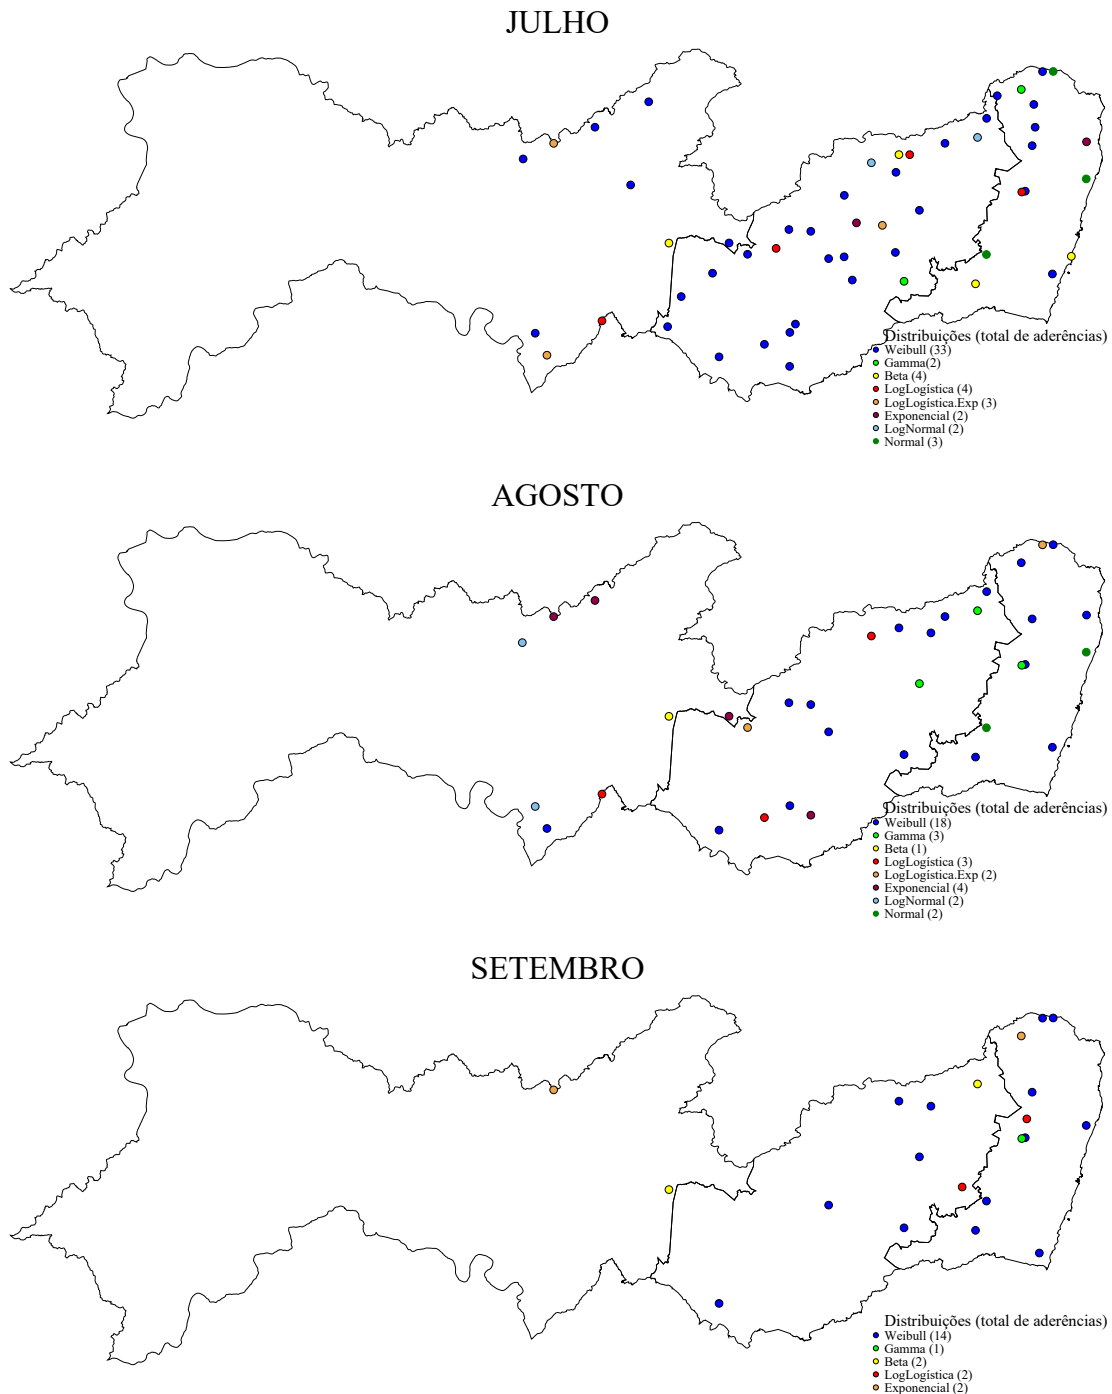 JULHO
Distribuições (total de aderências)
Weibull (33)
Gamma(2)
Beta (4)
LogLogística (4)
LogLogística.Exp (3)
Exponencial (2)
LogNormal (2)
Normal (3)
AGOSTO
Distribuições (total de aderências)
Weibull (18)
Gamma (3)
Beta (1)
LogLogística (3)
LogLogística.Exp (2)
Exponencial (4)
LogNormal (2)
Normal (2)
SETEMBRO
Distribuições (total de aderências)
Weibull (14)
Gamma (1)
Beta (2)
LogLogística (2)
Exponencial (2)